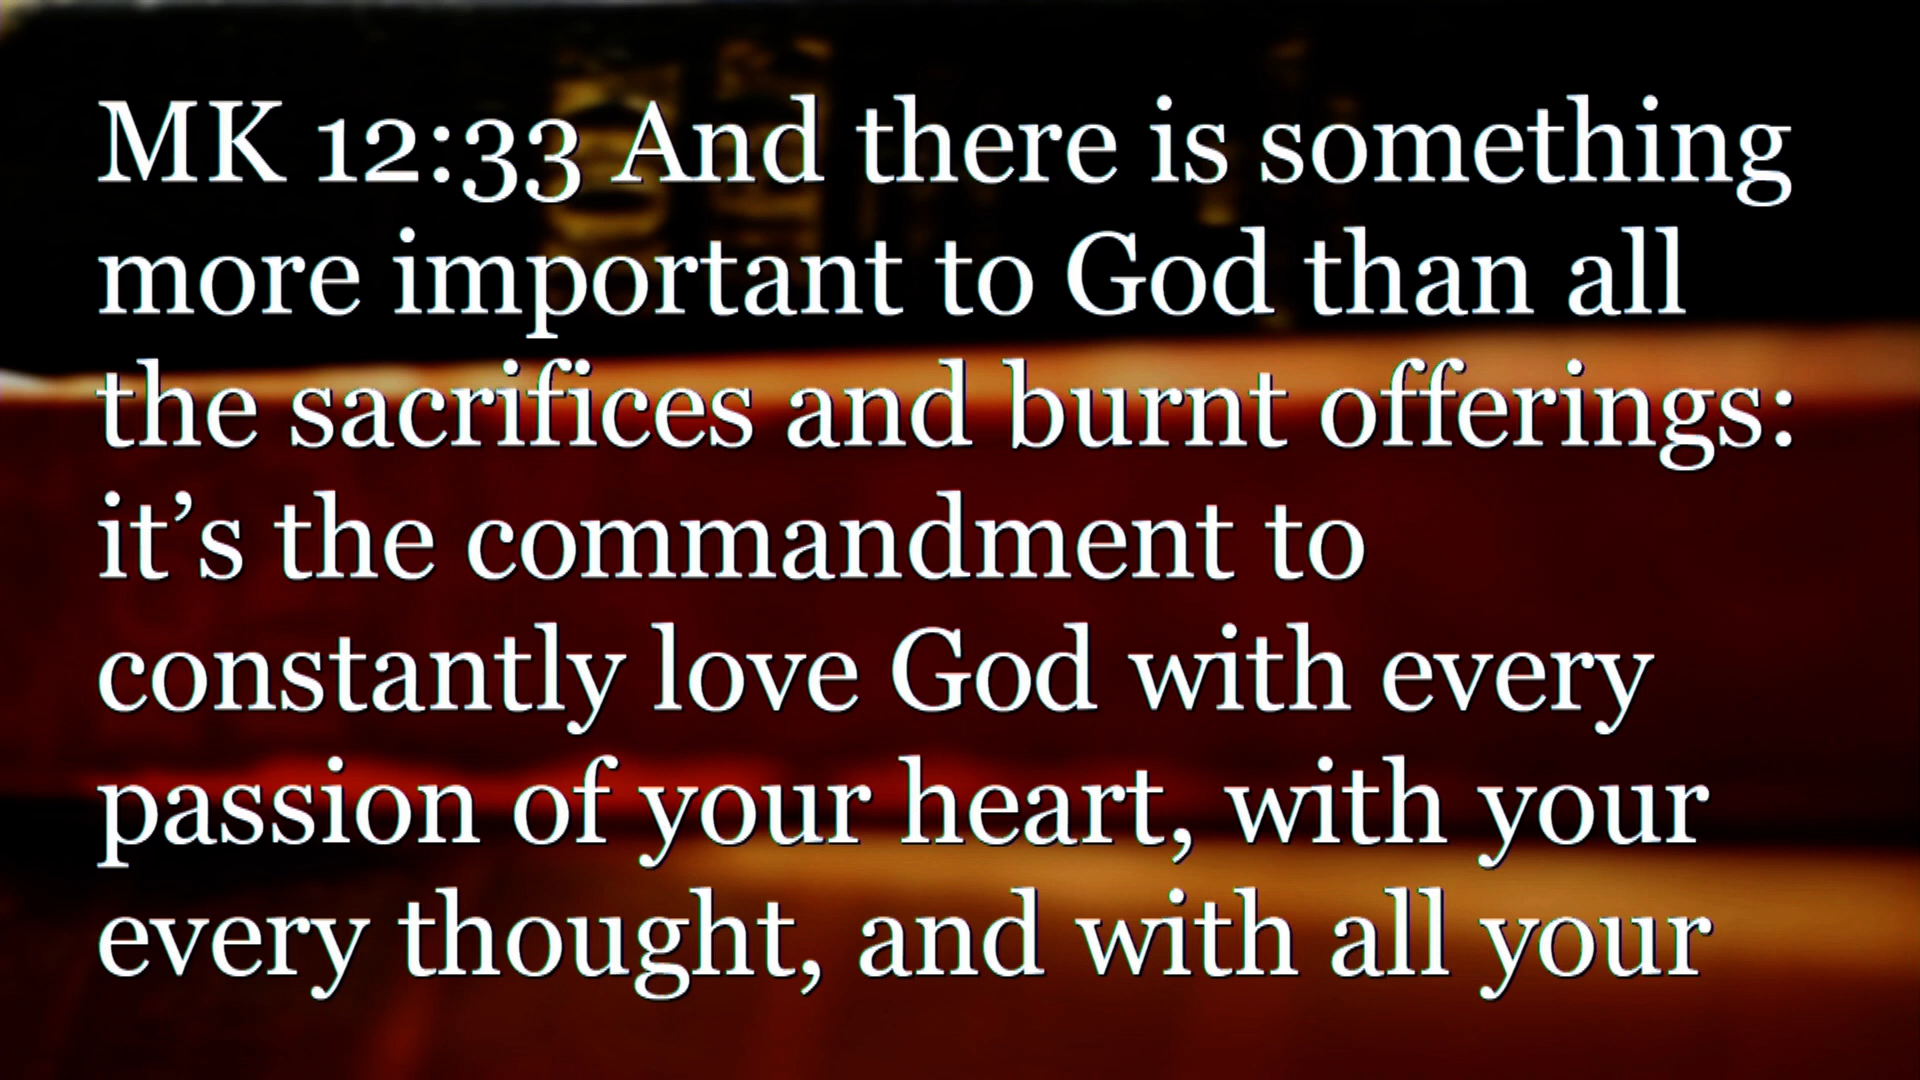 MK 12:33 And there is something
more important to God than all
the sacrifices and burnt offerings:
it’s the commandment to
constantly love God with every
passion of your heart, with your
every thought, and with all your